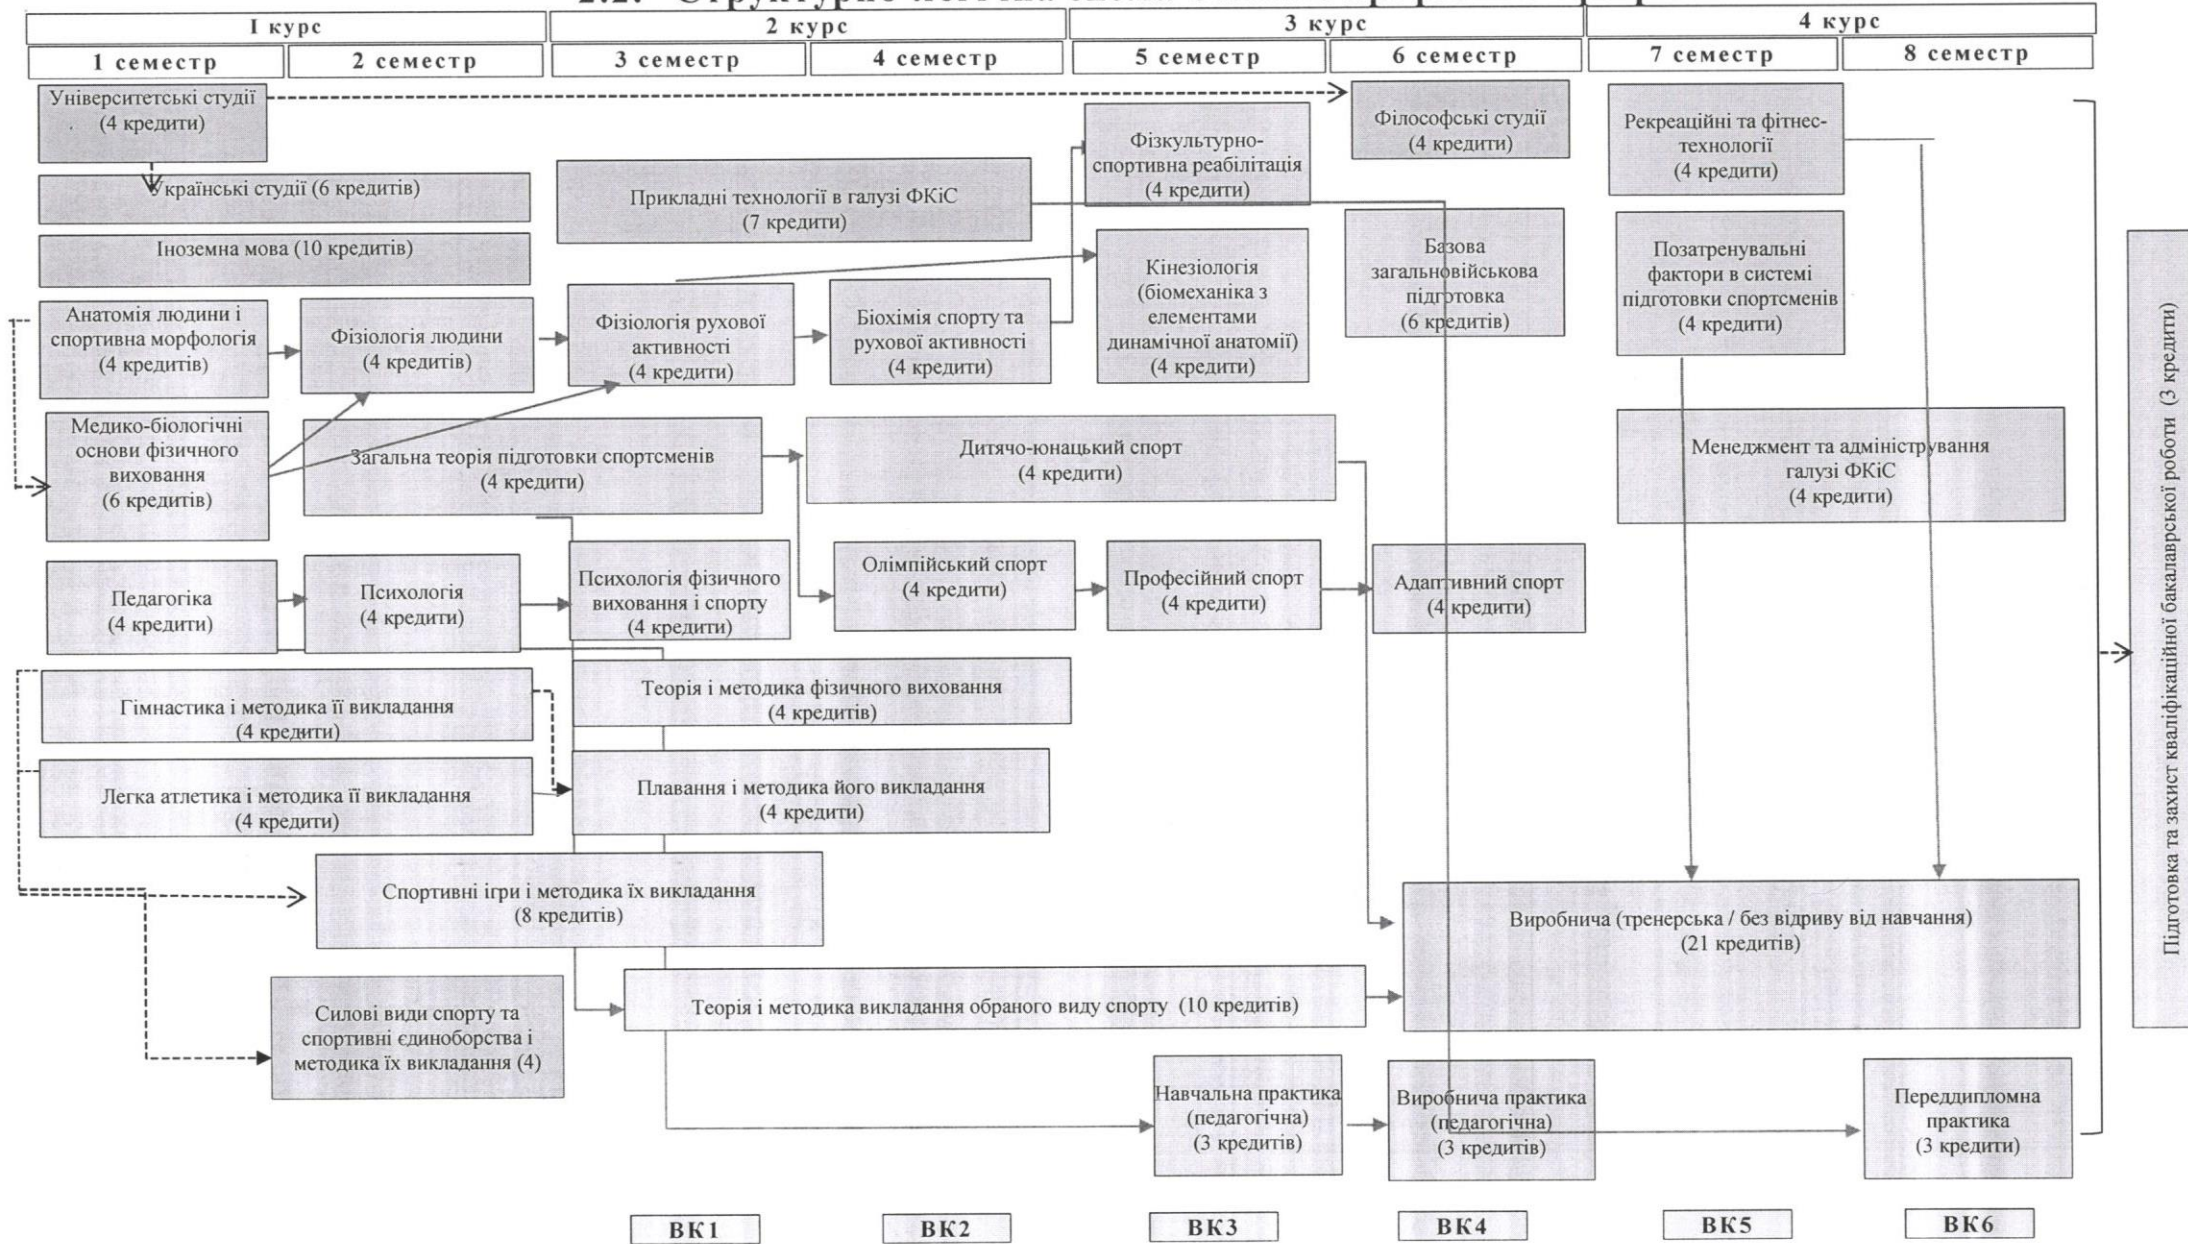 І курс
2 курс
3 курс
4 курс
1 семестр
2 семестр
3 семестр
4 семестр
5 семестр
6 семестр
7 семестр
8 семестр
Університетські студії
(4 кредити)
Філософські студії
(4 кредити)
Рекреаційні та фітнес-
технології
(4 кредити)
Фізкультурно-
спортивна реабілітація
(4 кредити)
Українські студії (6 кредитів)
Прикладні технології в галузі ФКіС
(7 кредити)
Іноземна мова (10 кредитів)
Базова
загальновійськова
підготовка
(6 кредитів)
Позатренувальні
фактори в системі
підготовки спортсменів
(4 кредити)
Кінезіологія
(біомеханіка з
елементами
динамічної анатомії)
(4 кредити)
Анатомія людини і
спортивна морфологія
(4 кредитів)
Фізіологія людини
(4 кредити)
Фізіологія рухової
активності
(4 кредити)
Біохімія спорту та
рухової активності
(4 кредити)
Медико-біологічні
основи фізичного
виховання
(6 кредитів)
Загальна теорія підготовки спортсменів
(4 кредити)
Дитячо-юнацький спорт
(4 кредити)
Менеджмент та адміністрування
галузі ФКіС
(4 кредити)
Педагогіка
(4 кредити)
Психологія
(4 кредити)
Психологія фізичного
виховання і спорту
(4 кредити)
Олімпійський спорт
(4 кредити)
Професійний спорт
(4 кредити)
Адаптивний спорт
(4 кредити)
Гімнастика і методика її викладання
(4 кредити)
Теорія і методика фізичного виховання
(4 кредитів)
Легка атлетика і методика її викладання
(4 кредити)
Плавання і методика його викладання
(4 кредити)
Спортивні ігри і методика їх викладання
(8 кредитів)
Виробнича (тренерська / без відриву від навчання)
(21 кредитів)
Теорія і методика викладання обраного виду спорту (10 кредитів)
Силові види спорту та
спортивні єдиноборства і
методика їх викладання (4)
Навчальна практика
(педагогічна)
(3 кредитів)
Виробнича практика
(педагогічна)
(3 кредитів)
Переддипломна
практика
(3 кредити)
Підготовка та захист кваліфікаційної бакалаврської роботи (3 кредити)
ВК1
ВК2
ВК3
ВК4
ВК5
ВК6